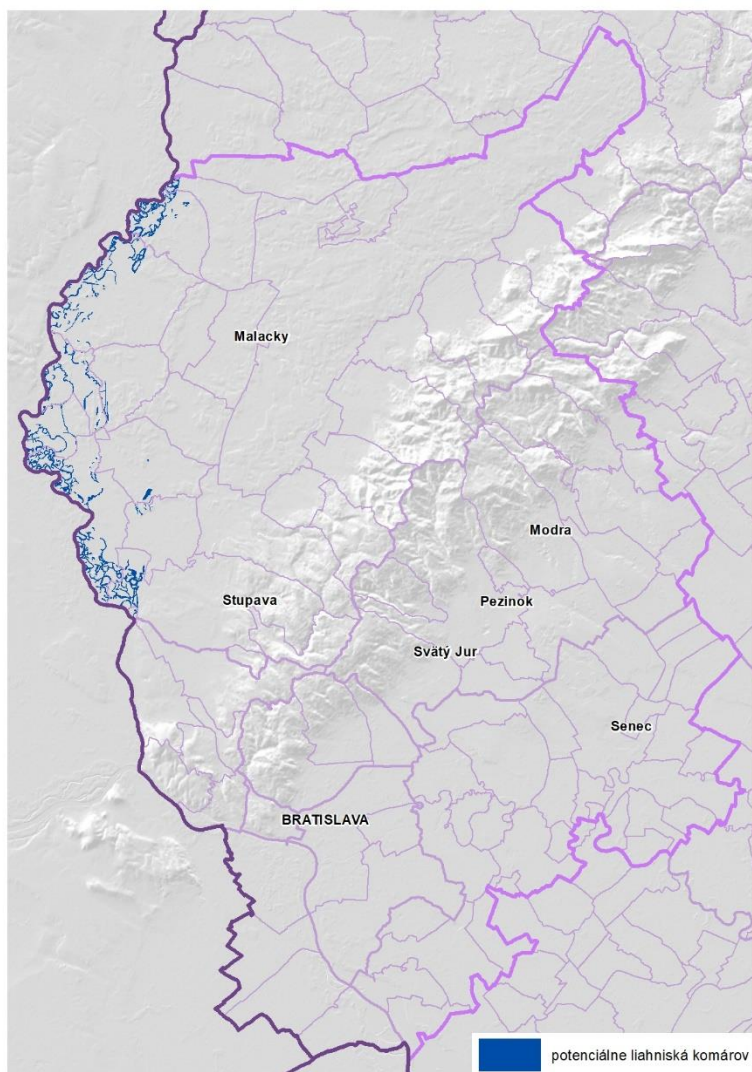 Malacky
Modra
Stupava
Pezinok
Svätý Jur
Senec
BRATISLAVA
potenciálne liahniská komárov